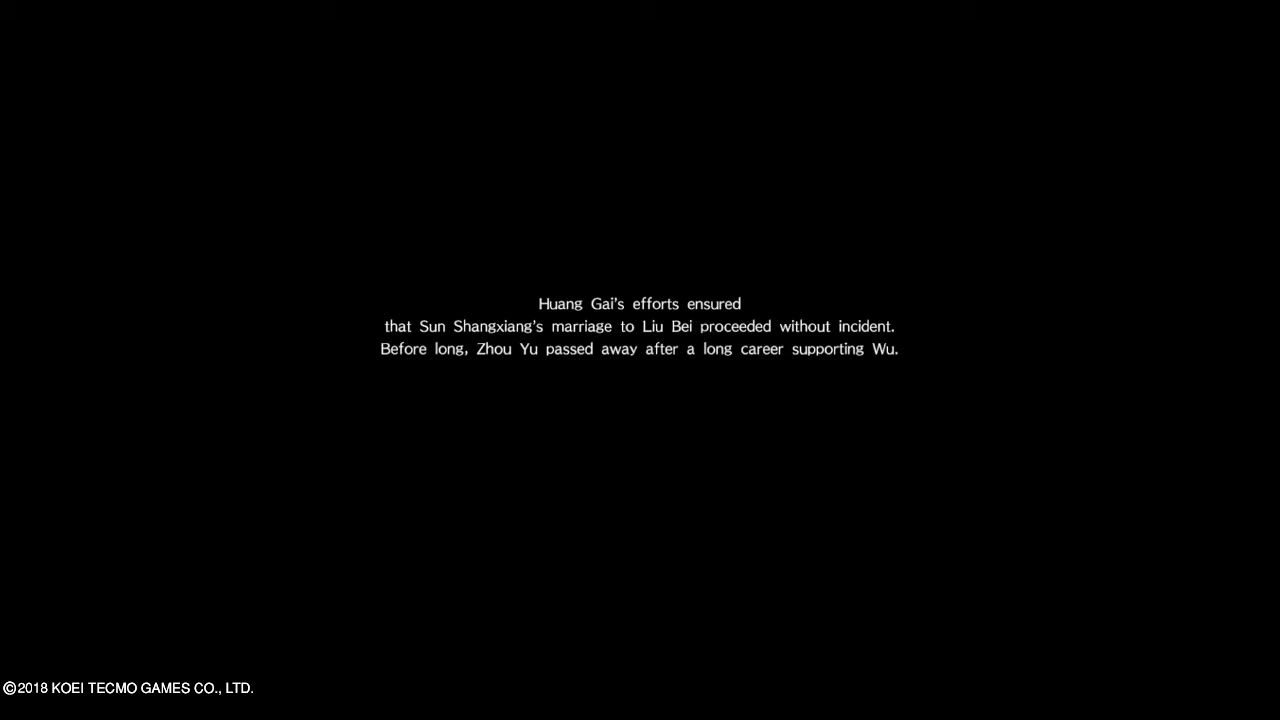 Huang Gai's efforts ensured
that Sun Shangxiang's marriage to Liu Bei proceeded without incident.
Before long, Zhou Yu passed away after a long career supporting Wu.
©2018 KOEI TECMO GAMES CO., LTD.